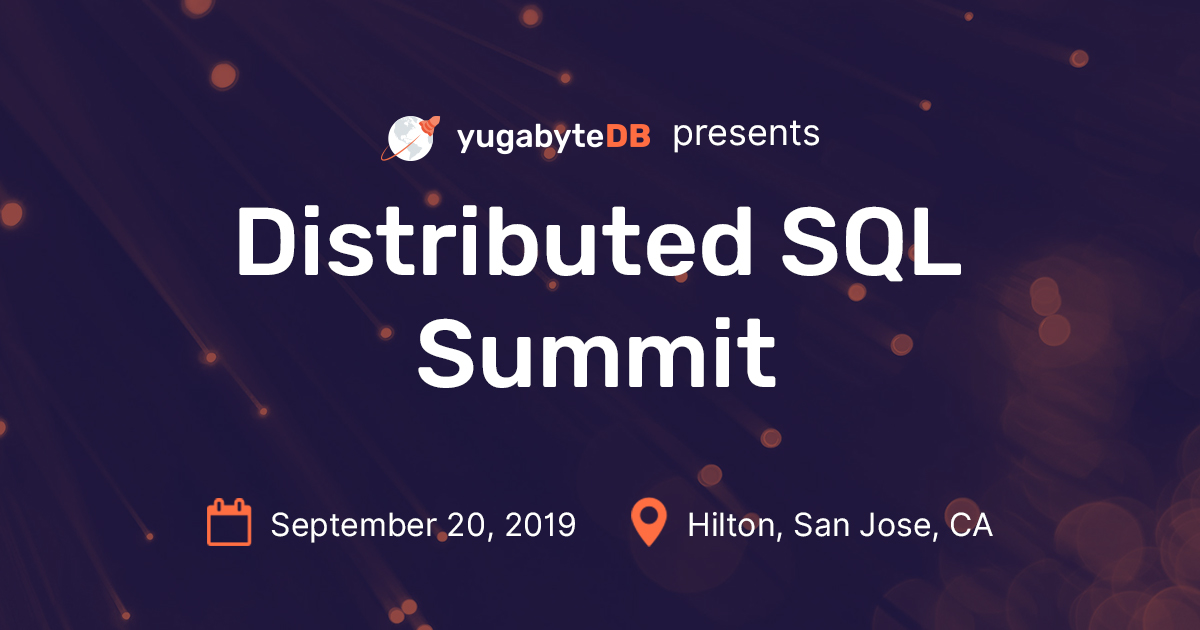 yugabyteDB presents
Distributed SQL
Summit
September 20, 2019 Hilton, San Jose, CA